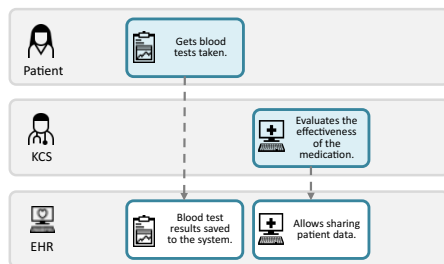 Gets blood
tests taken.
Patient
Evaluates the
effectiveness
of the
medication.
KCS
Blood test
results saved
to the system.
Allows sharing
patient data.
EHR